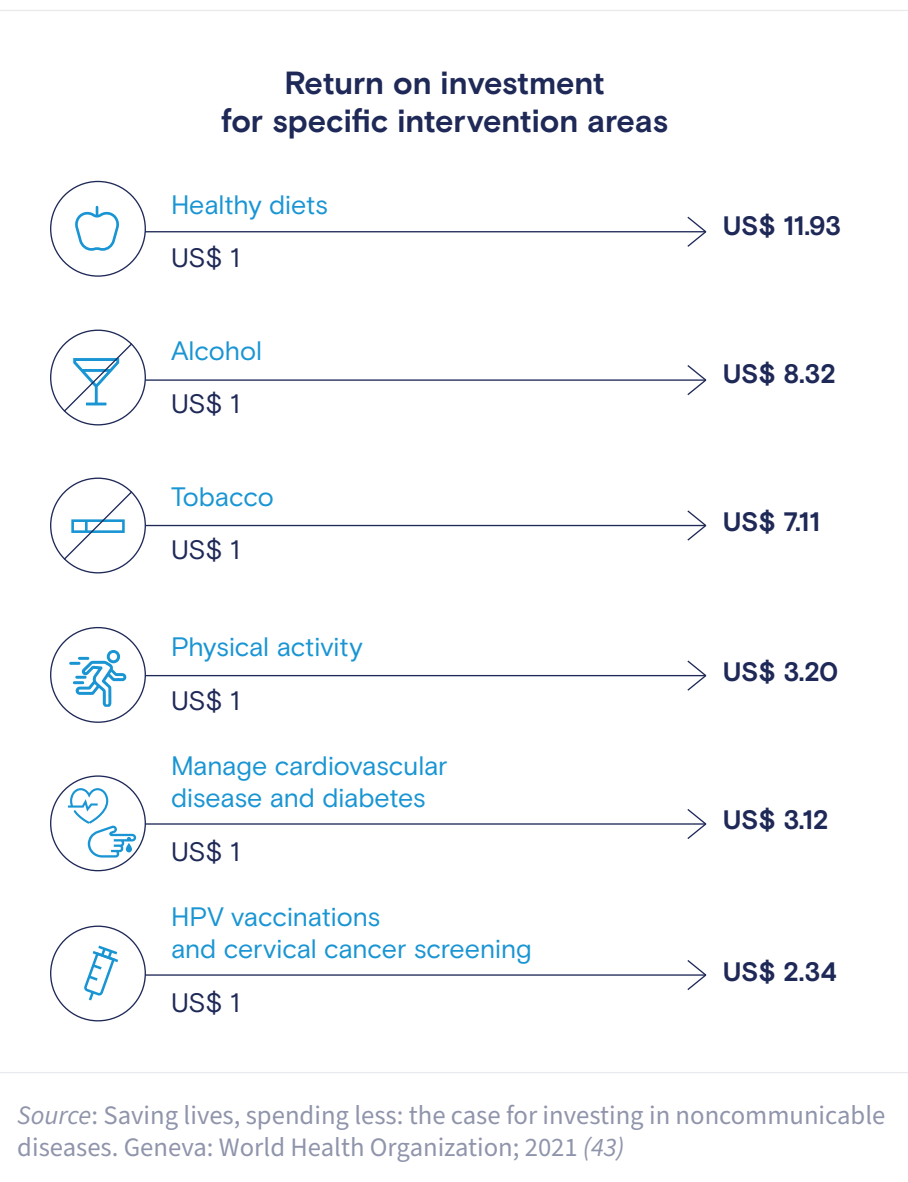 Return on investment
for specific intervention areas
Healthy diets
US$ 1
US$ 11.93
Alcohol
US$ 1
US$ 8.32
Tobacco
US$ 1
US$ 7.11
Physical activity
US$ 1
US$ 3.20
Manage cardiovascular
disease and diabetes
US$ 1
US$ 3.12
HPV vaccinations
and cervical cancer screening
US$ 1
US$ 2.34
Source: Saving lives, spending less: the case for investing in noncommunicable
diseases. Geneva: World Health Organization; 2021 (43)